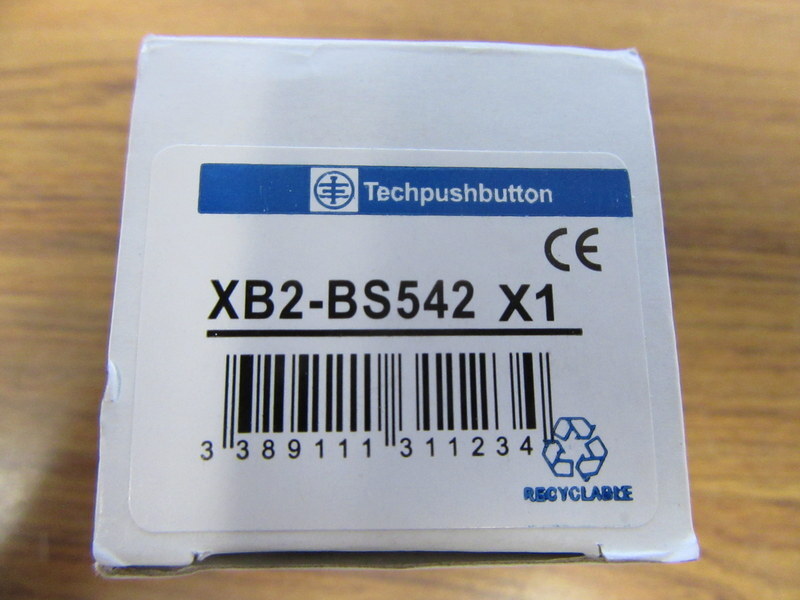 Techpushbutton
CE
XB2-BS542 X1
3 389111 311234
RECYCLABLE